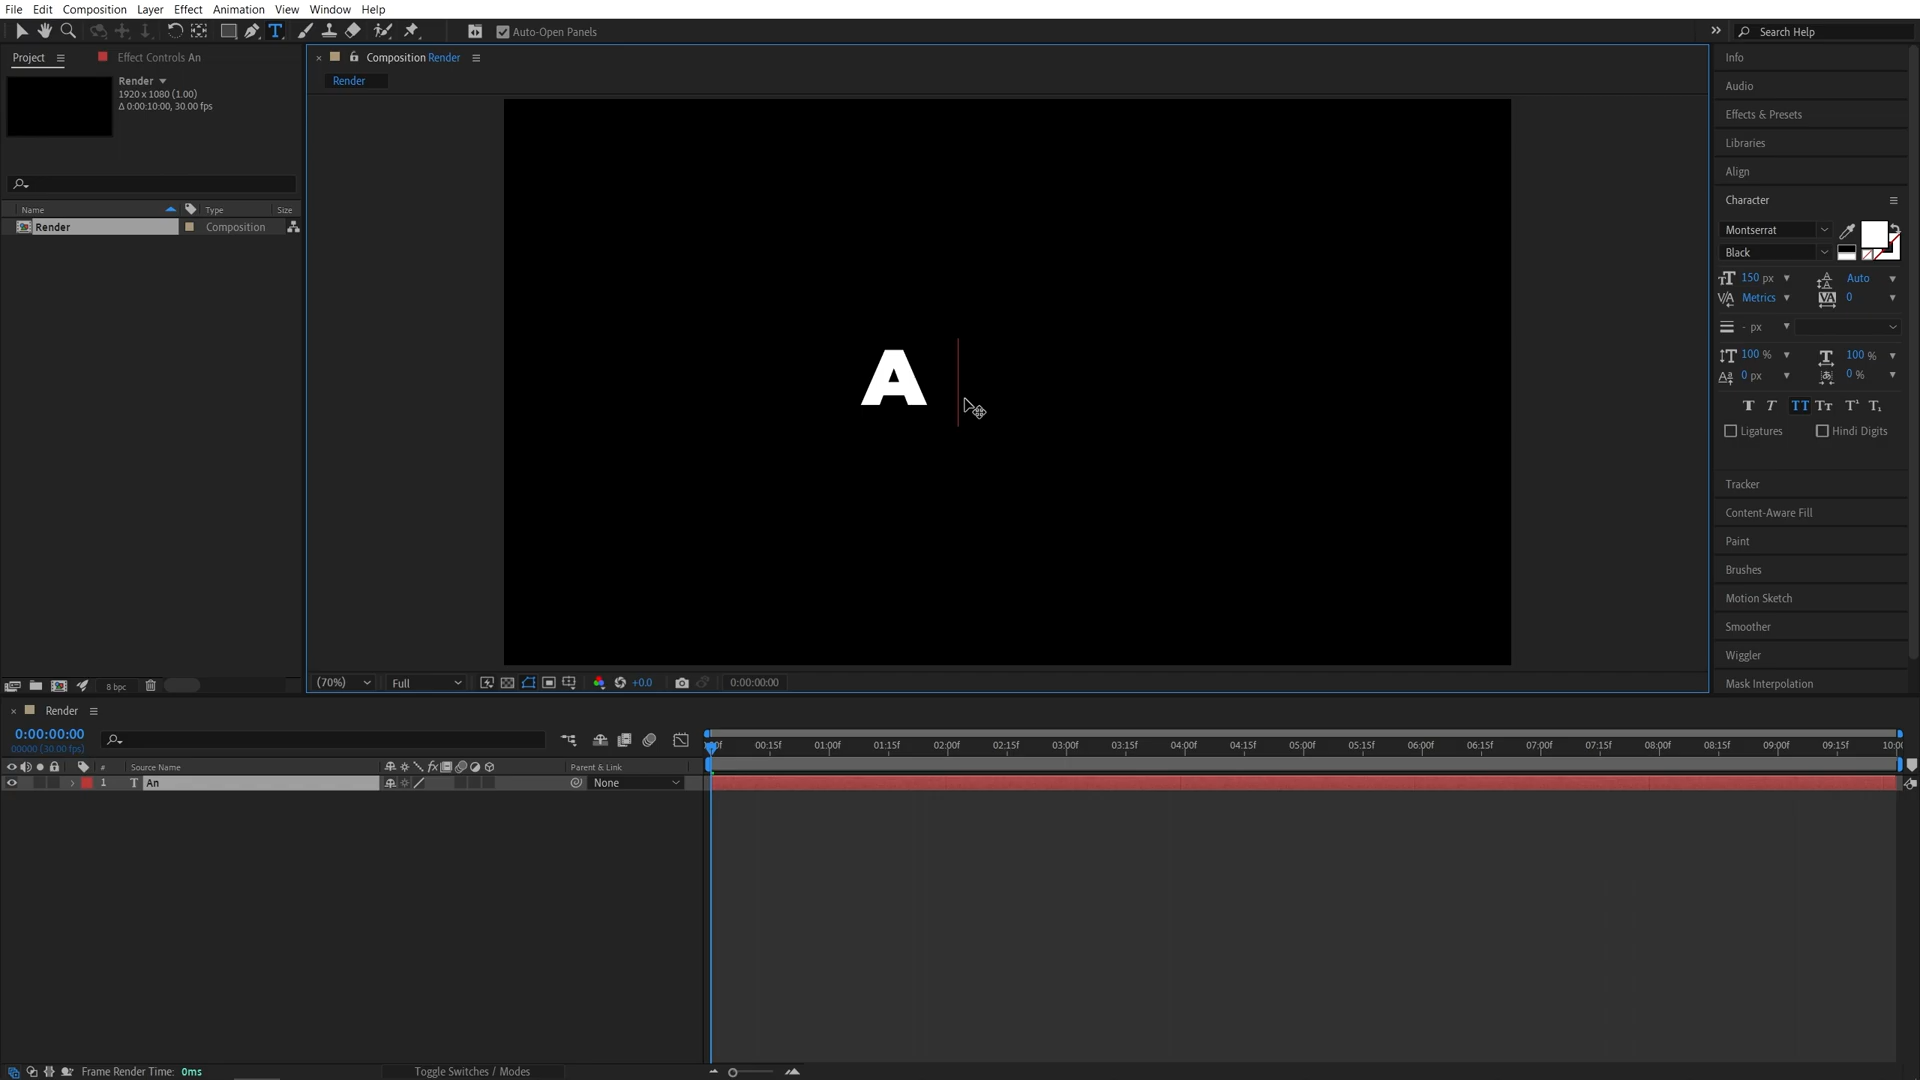 File Edit Composition Layer Effect Animation View Window Help
Auto-Open Panels
Search Help
Project
Effect Controls An
Render
1920 x 1080 (1.00)
Δ 0:00:10:00, 30.00 fps
Name Type Size
Render Composition
8 bpc
Composition Render
Render
A
(70%) Full +0.0 0:00:00:00
Info
Audio
Effects & Presets
Libraries
Align
Character
Montserrat
Black
150 px Auto
Metrics 0
- px
100 % 100 %
0 px 0 %
T T TT Tt T¹ T₁
Ligatures Hindi Digits
Tracker
Content-Aware Fill
Paint
Brushes
Motion Sketch
Smoother
Wiggler
Mask Interpolation
Render
0:00:00:00
00000 (30.00 fps)
00:15f 01:00f 01:15f 02:00f 02:15f 03:00f 03:15f 04:00f 04:15f 05:00f 05:15f 06:00f 06:15f 07:00f 07:15f 08:00f 08:15f 09:00f 09:15f 10:0
# Source Name fx Parent & Link
1 T An None
Frame Render Time: 0ms
Toggle Switches / Modes